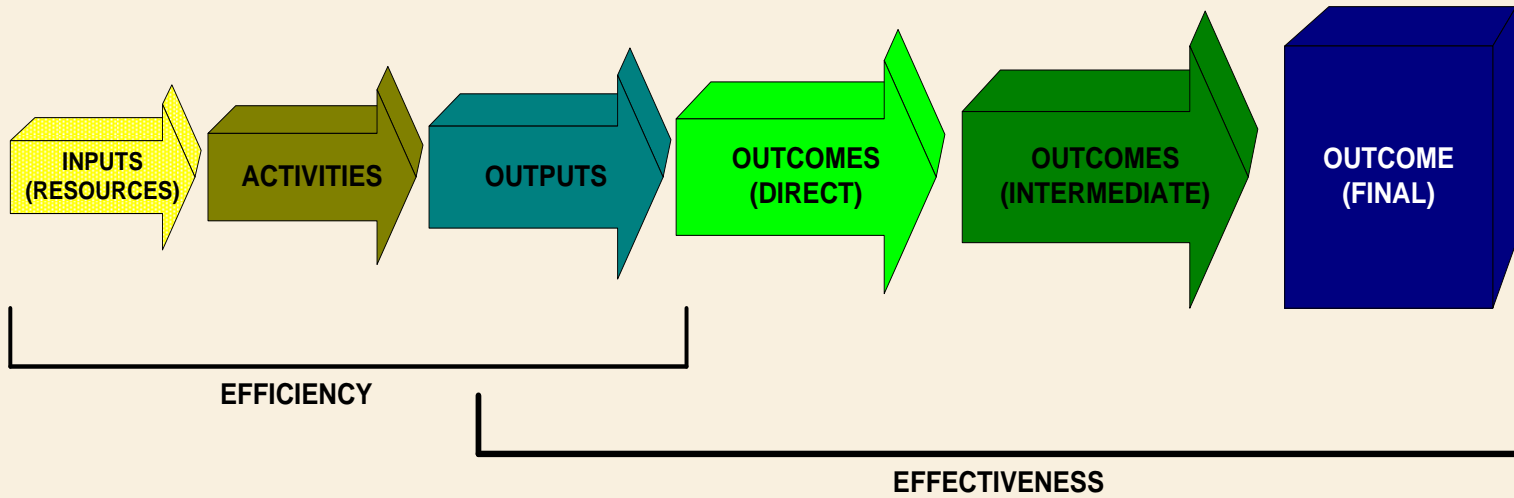 INPUTS
(RESOURCES)
ACTIVITIES
OUTPUTS
OUTCOMES
(DIRECT)
OUTCOMES
(INTERMEDIATE)
OUTCOME
(FINAL)
EFFICIENCY
EFFECTIVENESS